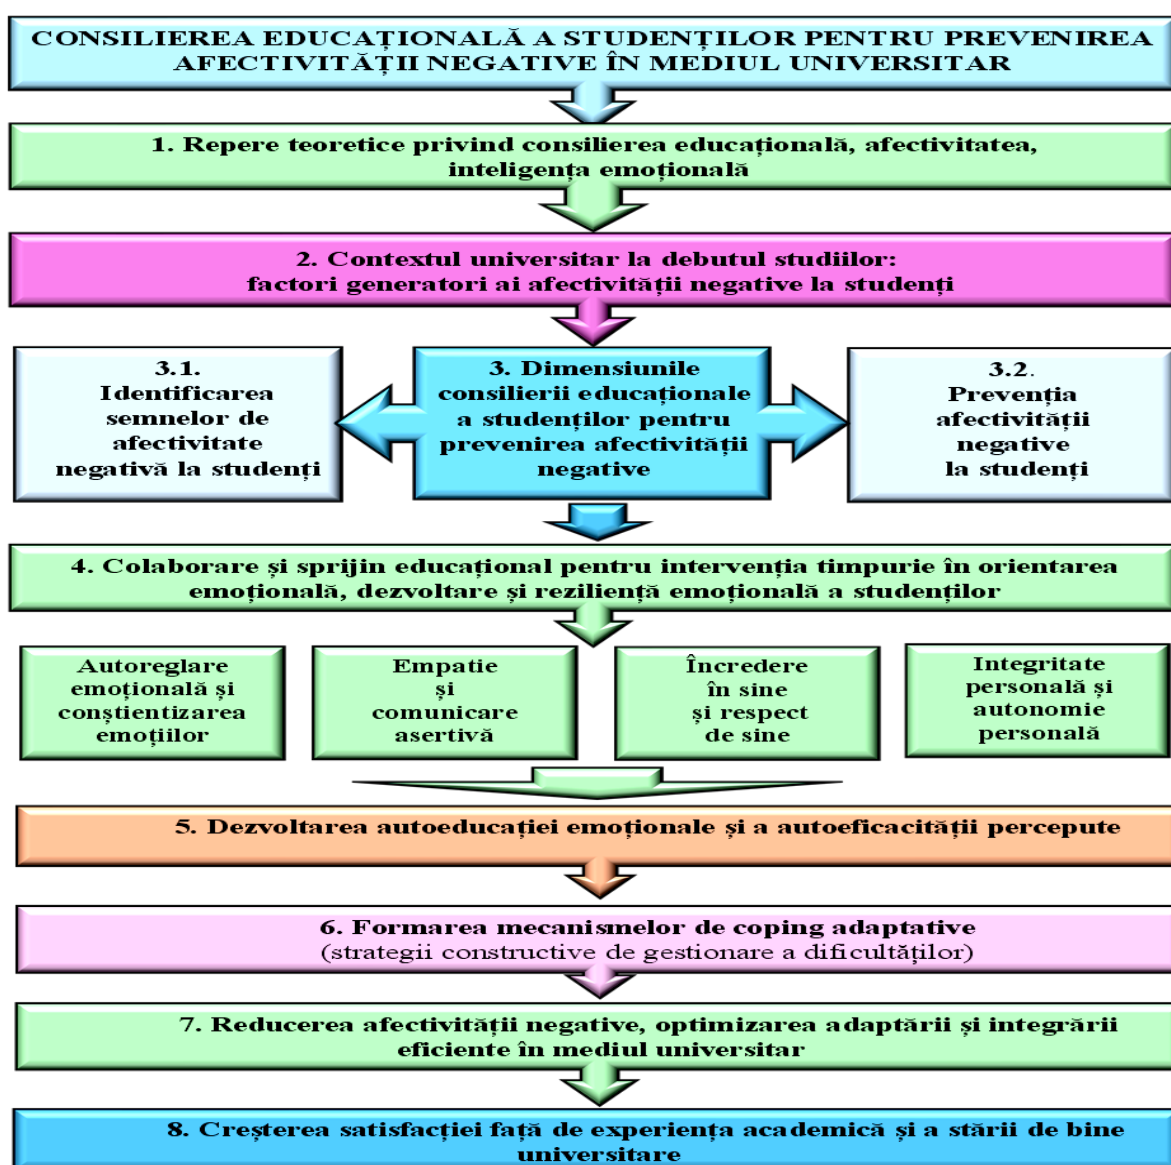 CONSILIEREA EDUCAȚIONALĂ A STUDENȚILOR PENTRU PREVENIREA
AFECTIVITĂȚII NEGATIVE ÎN MEDIUL UNIVERSITAR
1. Repere teoretice privind consilierea educațională, afectivitatea,
inteligența emoțională
2. Contextul universitar la debutul studiilor:
factori generatori ai afectivității negative la studenți
3.1.
Identificarea
semnelor de
afectivitate
negativă la studenți
3. Dimensiunile
consilierii educaționale
a studenților pentru
prevenirea afectivității
negative
3.2.
Prevenția
afectivității
negative
la studenți
4. Colaborare și sprijin educațional pentru intervenția timpurie în orientarea
emoțională, dezvoltare și reziliență emoțională a studenților
Autoreglare
emoțională și
conștientizarea
emoțiilor
Empatie
și
comunicare
asertivă
Încredere
în sine
și respect
de sine
Integritate
personală și
autonomie
personală
5. Dezvoltarea autoeducației emoționale și a autoeficacității percepute
6. Formarea mecanismelor de coping adaptative
(strategii constructive de gestionare a dificultăților)
7. Reducerea afectivității negative, optimizarea adaptării și integrării
eficiente în mediul universitar
8. Creșterea satisfacției față de experiența academică și a stării de bine
universitare